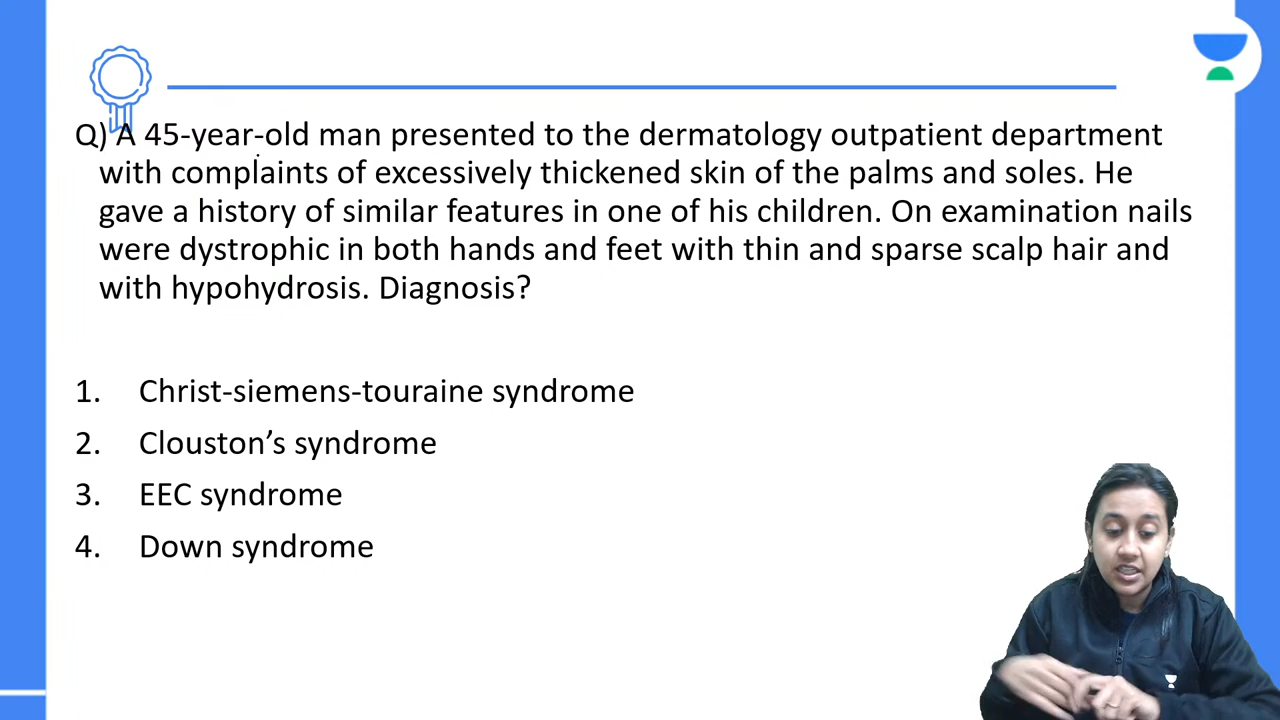 Q) A 45-year-old man presented to the dermatology outpatient department
with complaints of excessively thickened skin of the palms and soles. He
gave a history of similar features in one of his children. On examination nails
were dystrophic in both hands and feet with thin and sparse scalp hair and
with hypohydrosis. Diagnosis?
1. Christ-siemens-touraine syndrome
2. Clouston’s syndrome
3. EEC syndrome
4. Down syndrome